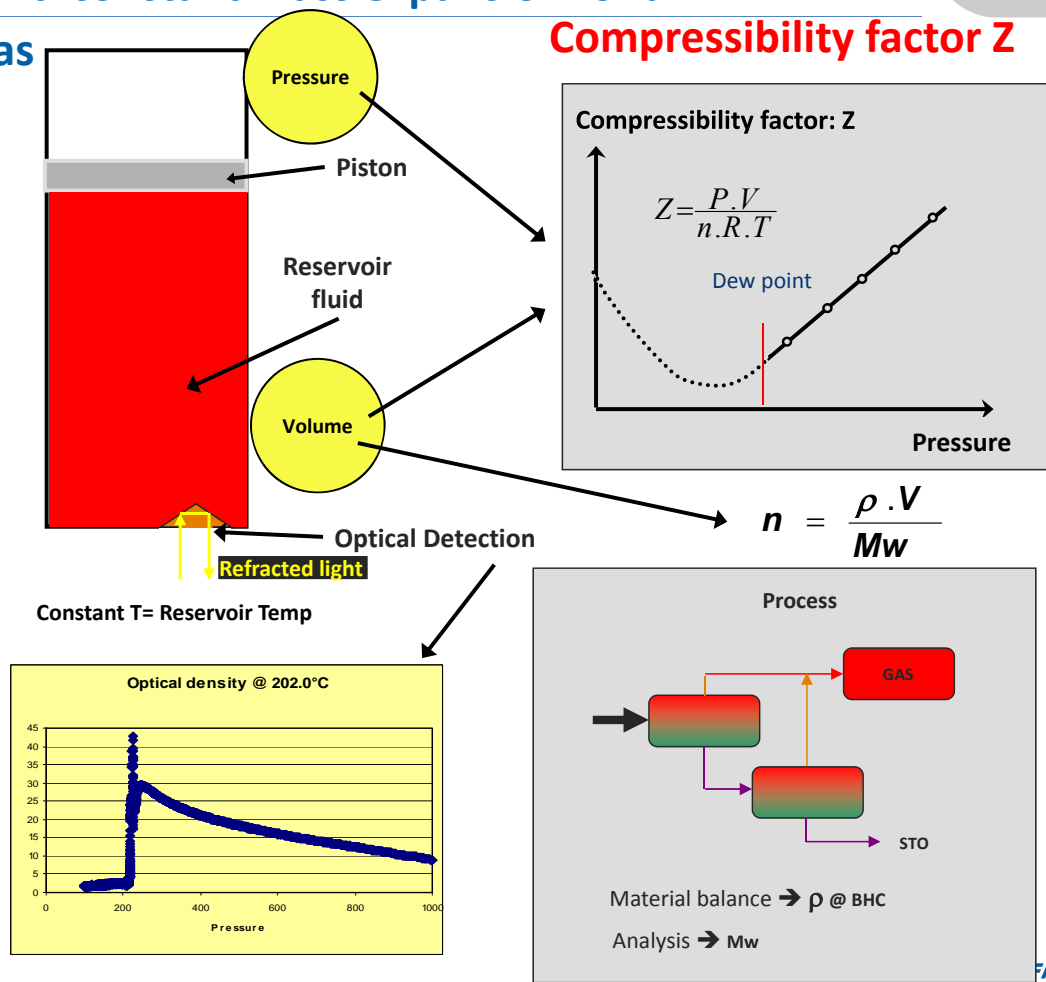 as
Compressibility factor Z
Pressure
Piston
Reservoir
fluid
Volume
Optical Detection
Refracted light
Constant T= Reservoir Temp
Compressibility factor: Z
Z = P.V / n.R.T
Dew point
Pressure
n = ρ .V / Mw
Optical density @ 202.0°C
45
40
35
30
25
20
15
10
5
0
0 200 400 600 800 1000
Pressure
Process
GAS
STO
Material balance ➔ ρ @ BHC
Analysis ➔ Mw